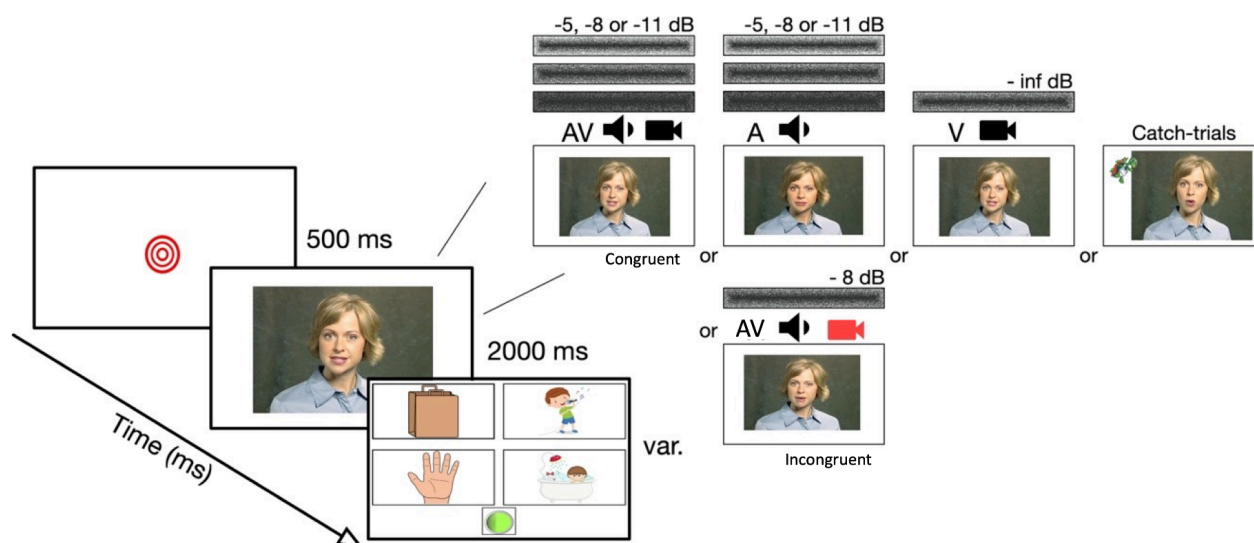 -5, -8 or -11 dB
-5, -8 or -11 dB
- inf dB
AV
A
V
Catch-trials
500 ms
Congruent
or
or
or
- 8 dB
or
AV
2000 ms
Incongruent
var.
Time (ms)